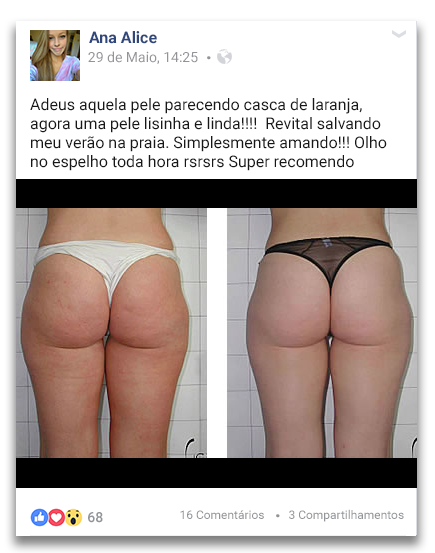 Ana Alice
29 de Maio, 14:25
Adeus aquela pele parecendo casca de laranja,
agora uma pele lisinha e linda!!!!  Revital salvando
meu verão na praia. Simplesmente amando!!! Olho
no espelho toda hora rsrsrs Super recomendo
68
16 Comentários • 3 Compartilhamentos